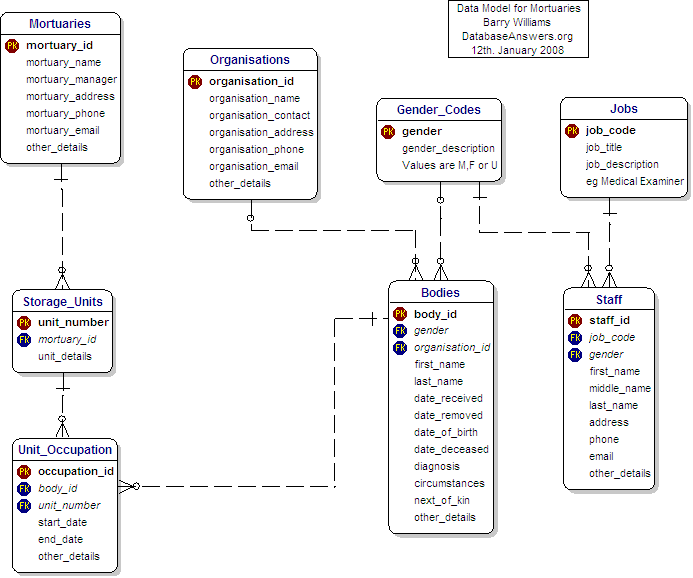 Data Model for Mortuaries
Barry Williams
DatabaseAnswers.org
12th. January 2008
Mortuaries
PK mortuary_id
mortuary_name
mortuary_manager
mortuary_address
mortuary_phone
mortuary_email
other_details
Organisations
PK organisation_id
organisation_name
organisation_contact
organisation_address
organisation_phone
organisation_email
other_details
Gender_Codes
PK gender
gender_description
Values are M,F or U
Jobs
PK job_code
job_title
job_description
eg Medical Examiner
Storage_Units
PK unit_number
Fk mortuary_id
unit_details
Bodies
PK body_id
Fk gender
Fk organisation_id
first_name
last_name
date_received
date_removed
date_of_birth
date_deceased
diagnosis
circumstances
next_of_kin
other_details
Staff
PK staff_id
Fk job_code
Fk gender
first_name
middle_name
last_name
address
phone
email
other_details
Unit_Occupation
PK occupation_id
Fk body_id
Fk unit_number
start_date
end_date
other_details